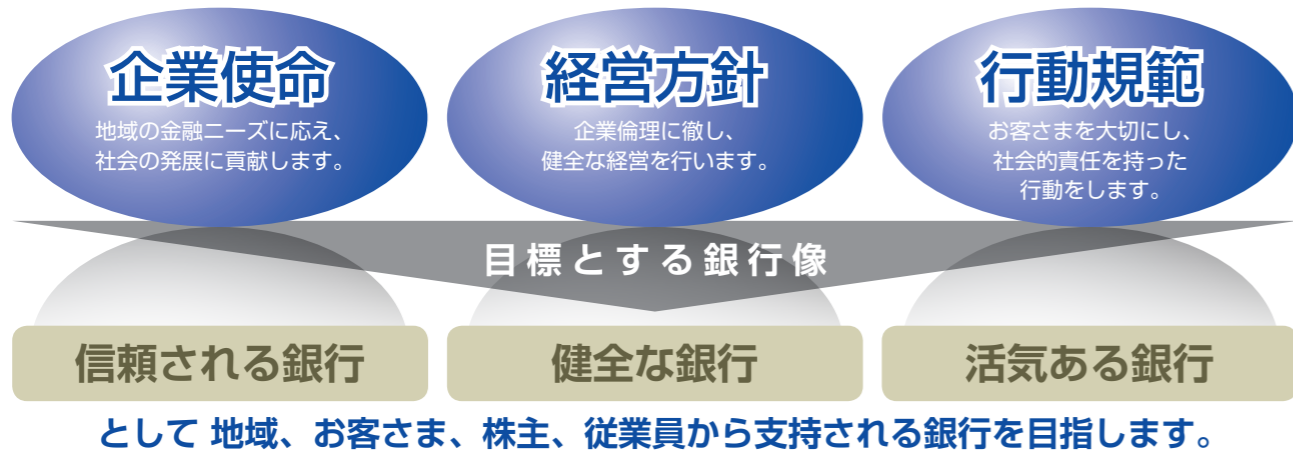 企業使命
地域の金融ニーズに応え、
社会の発展に貢献します。
経営方針
企業倫理に徹し、
健全な経営を行います。
行動規範
お客さまを大切にし、
社会的責任を持った
行動をします。
目標とする銀行像
信頼される銀行
健全な銀行
活気ある銀行
として 地域、お客さま、株主、従業員から支持される銀行を目指します。